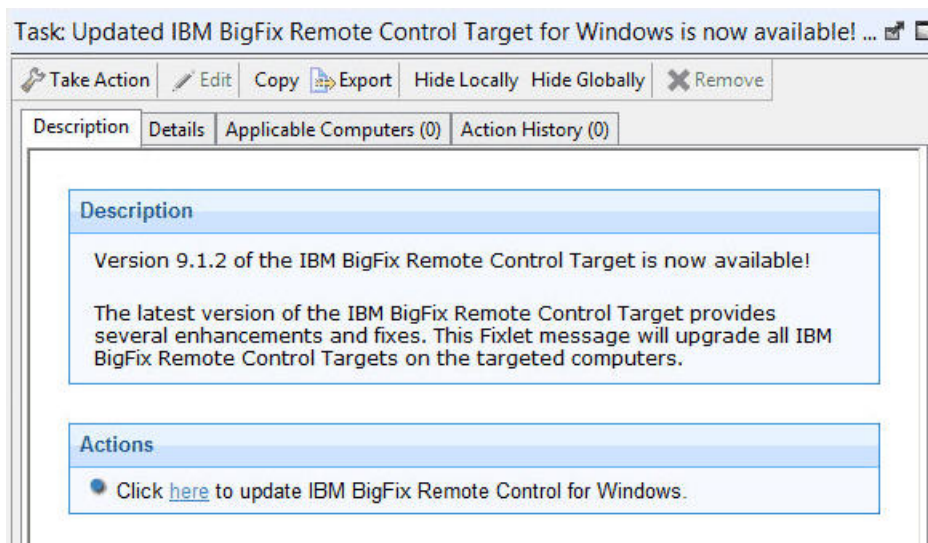 Task: Updated IBM BigFix Remote Control Target for Windows is now available! ...
Take Action Edit Copy Export Hide Locally Hide Globally Remove
Description Details Applicable Computers (0) Action History (0)
Description
Version 9.1.2 of the IBM BigFix Remote Control Target is now available!
The latest version of the IBM BigFix Remote Control Target provides
several enhancements and fixes. This Fixlet message will upgrade all IBM
BigFix Remote Control Targets on the targeted computers.
Actions
Click here to update IBM BigFix Remote Control for Windows.